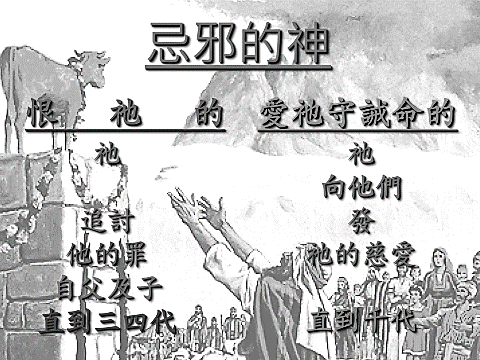 忌邪的神
恨 祂 的
祂
追討
他的罪
自父及子
直到三四代
愛祂守誡命的
祂
向他們
發
祂的慈愛
直到千代